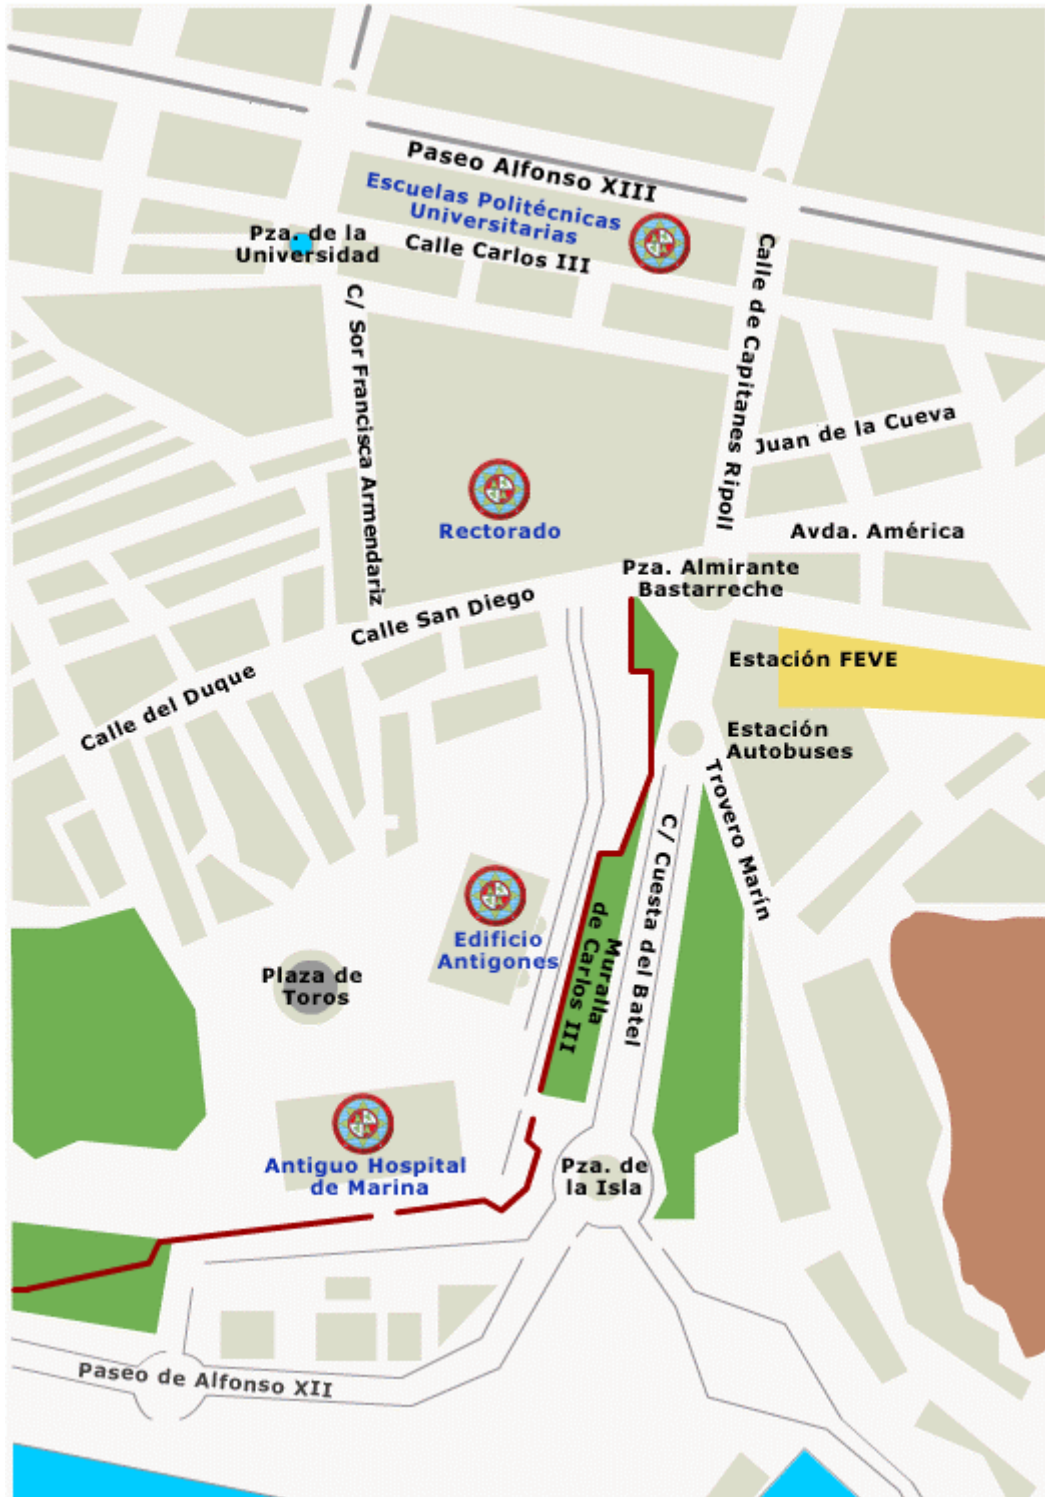 Paseo Alfonso XIII
Escuelas Politécnicas
Universitarias
Pza. de la
Universidad
Calle Carlos III
Calle de Capitanes Ripoll
C/ Sor Francisca Armendariz
Juan de la Cueva
Rectorado
Avda. América
Pza. Almirante
Bastarreche
Calle San Diego
Estación FEVE
Calle del Duque
Estación
Autobuses
Trovero Marín
C/ Cuesta del Batel
Muralla
de Carlos III
Edificio
Antigones
Plaza de
Toros
Antiguo Hospital
de Marina
Pza. de
la Isla
Paseo de Alfonso XII